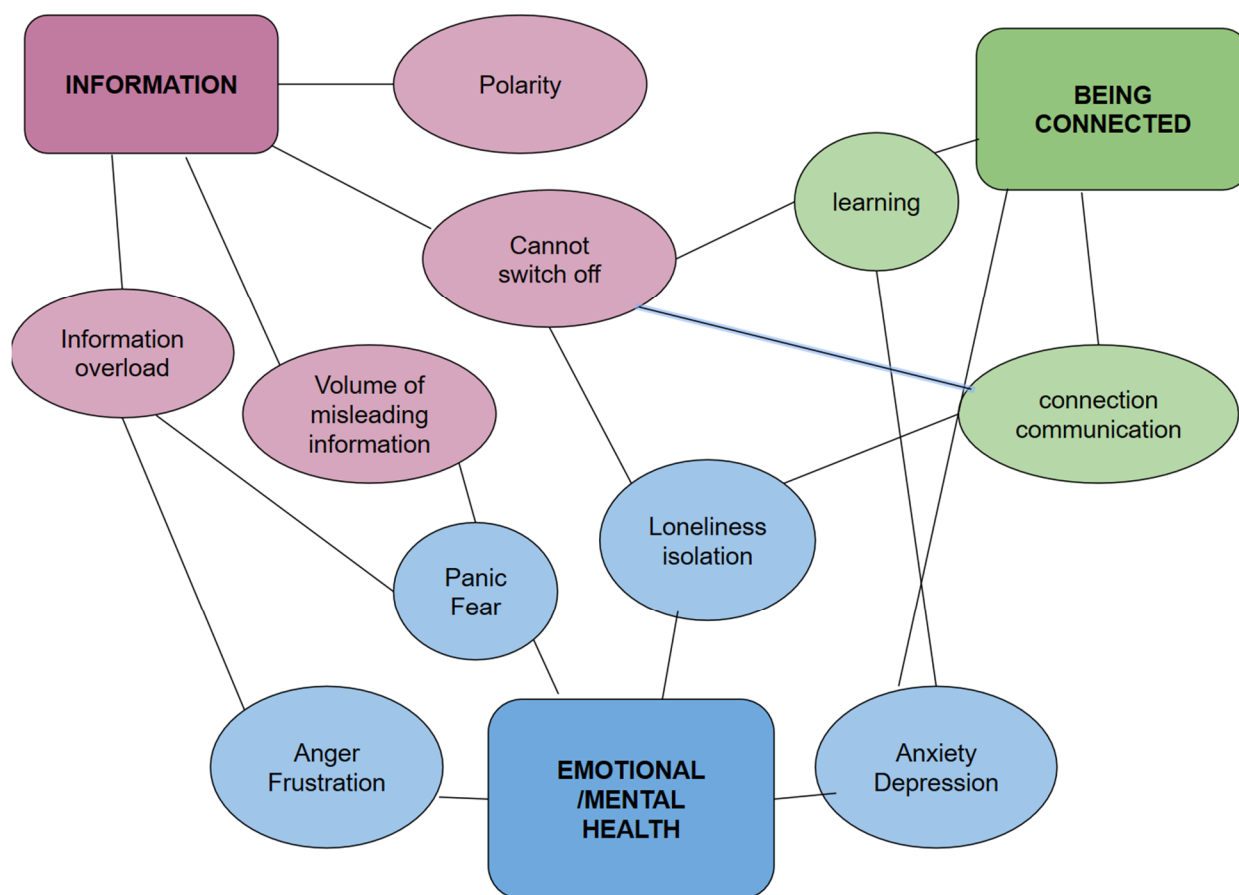 INFORMATION
Polarity
BEING
CONNECTED
learning
Cannot
switch off
Information
overload
Volume of
misleading
information
connection
communication
Loneliness
isolation
Panic
Fear
Anger
Frustration
EMOTIONAL
/MENTAL
HEALTH
Anxiety
Depression